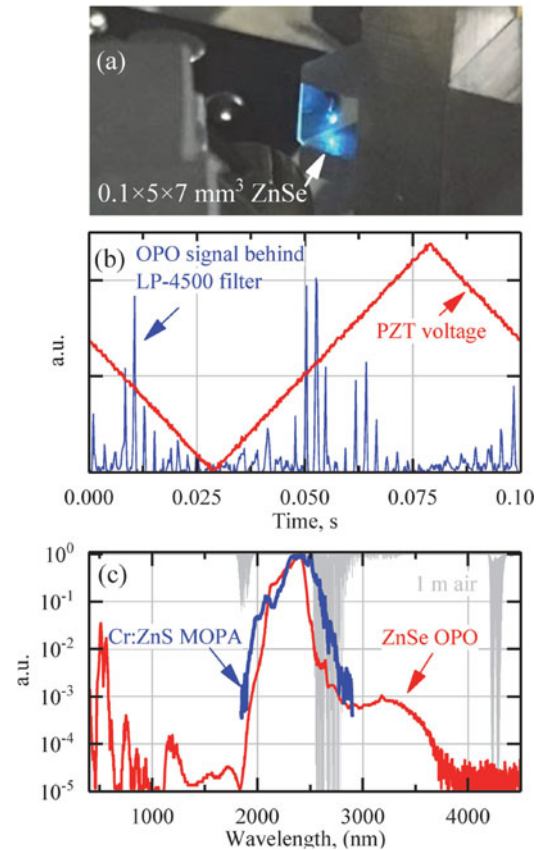 (a)
0.1×5×7 mm³ ZnSe
(b)
OPO signal behind
LP-4500 filter
PZT voltage
a.u.
0.000 0.025 0.050 0.075 0.10
Time, s
(c)
10⁰
10⁻¹
10⁻²
10⁻³
10⁻⁴
10⁻⁵
a.u.
1 m air
Cr:ZnS MOPA
ZnSe OPO
1000 2000 3000 4000
Wavelength, (nm)